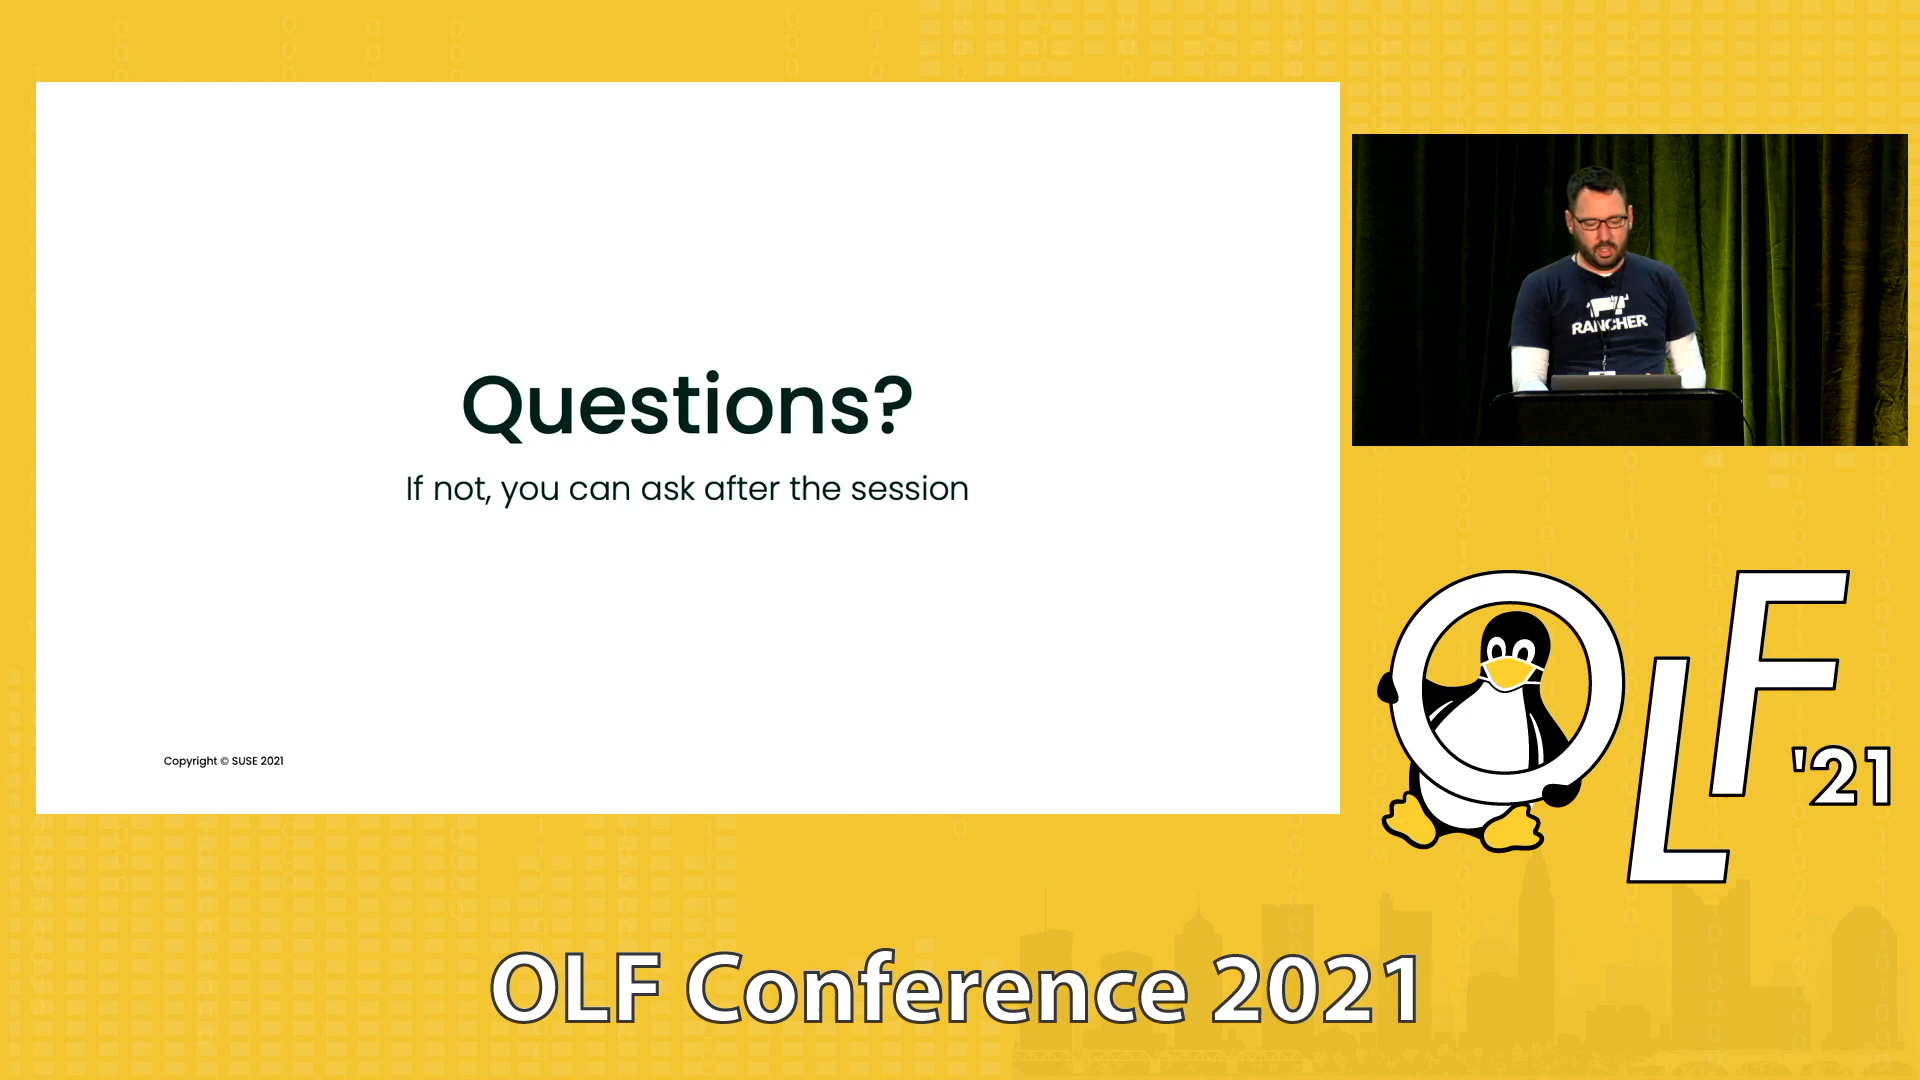 Questions?
If not, you can ask after the session
Copyright © SUSE 2021
RANCHER
OLF
'21
OLF Conference 2021